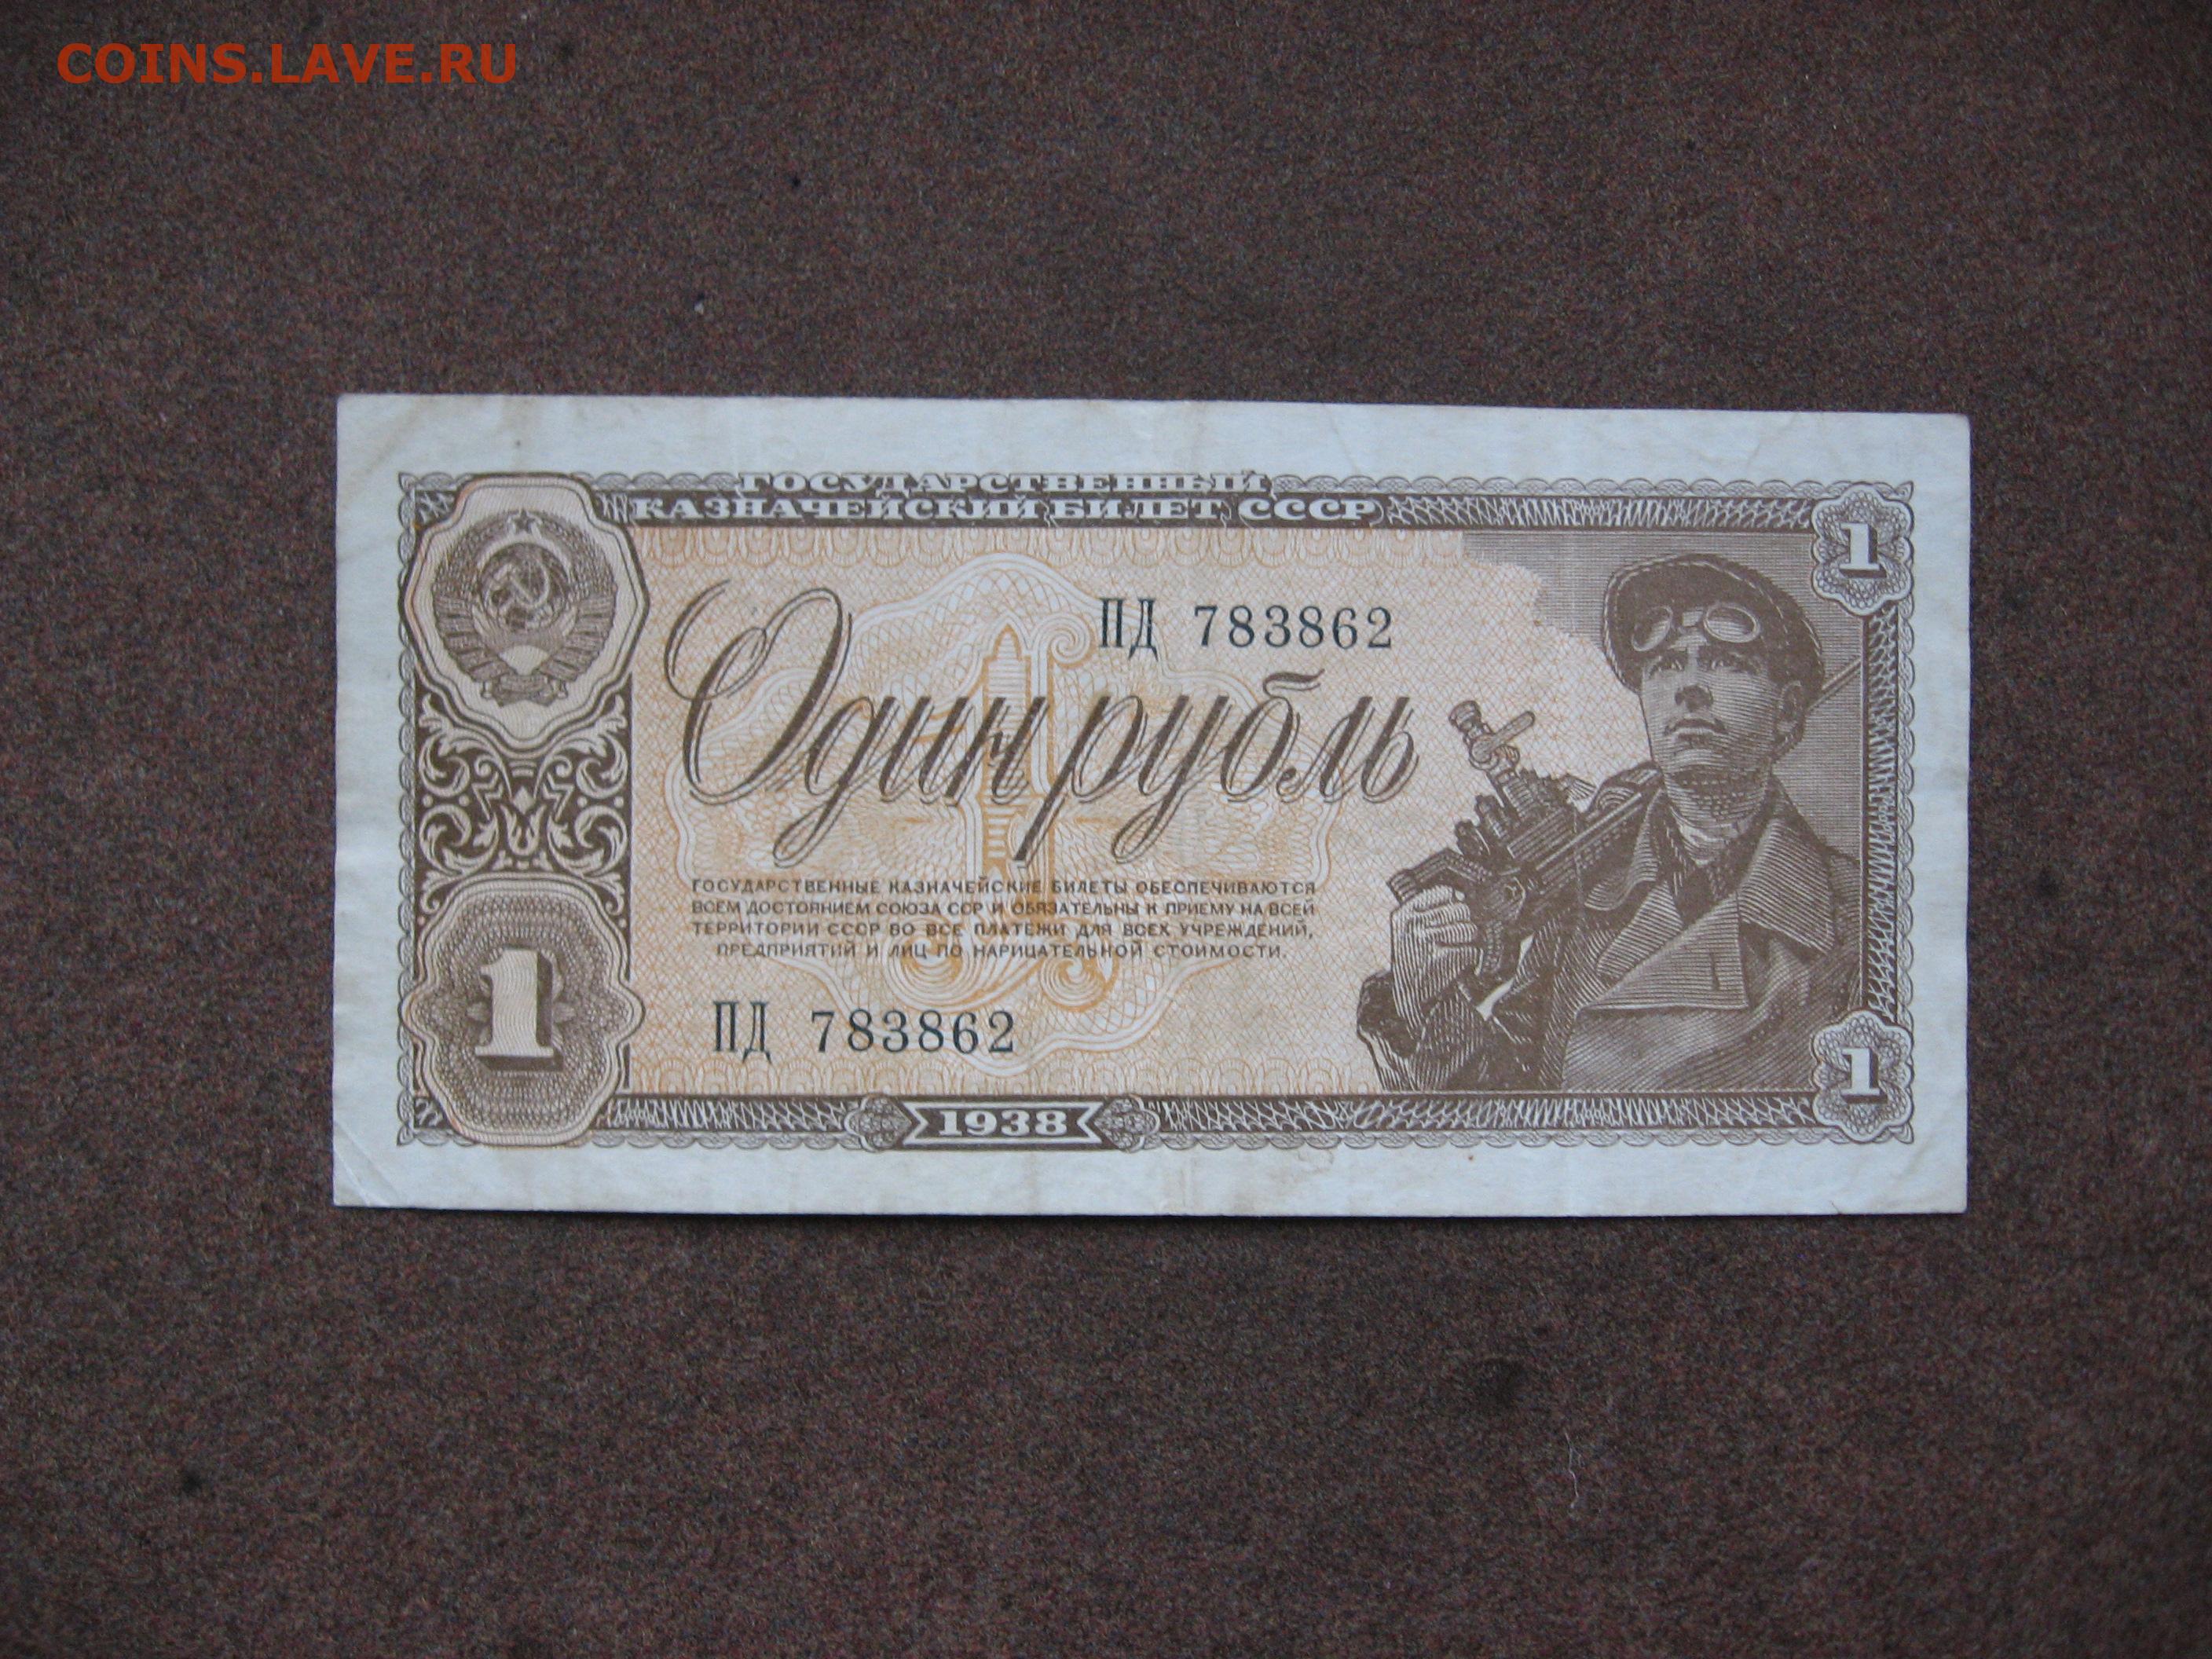 COINS.LAVE.RU
ГОСУДАРСТВЕННЫЙ
КАЗНАЧЕЙСКИЙ БИЛЕТ СССР
1
ПД 783862
Один рубль
ГОСУДАРСТВЕННЫЕ КАЗНАЧЕЙСКИЕ БИЛЕТЫ ОБЕСПЕЧИВАЮТСЯ
ВСЕМ ДОСТОЯНИЕМ СОЮЗА ССР И ОБЯЗАТЕЛЬНЫ К ПРИЕМУ НА ВСЕЙ
ТЕРРИТОРИИ СССР ВО ВСЕ ПЛАТЕЖИ ДЛЯ ВСЕХ УЧРЕЖДЕНИЙ,
ПРЕДПРИЯТИЙ И ЛИЦ ПО НАРИЦАТЕЛЬНОЙ СТОИМОСТИ.
1
ПД 783862
1
1938